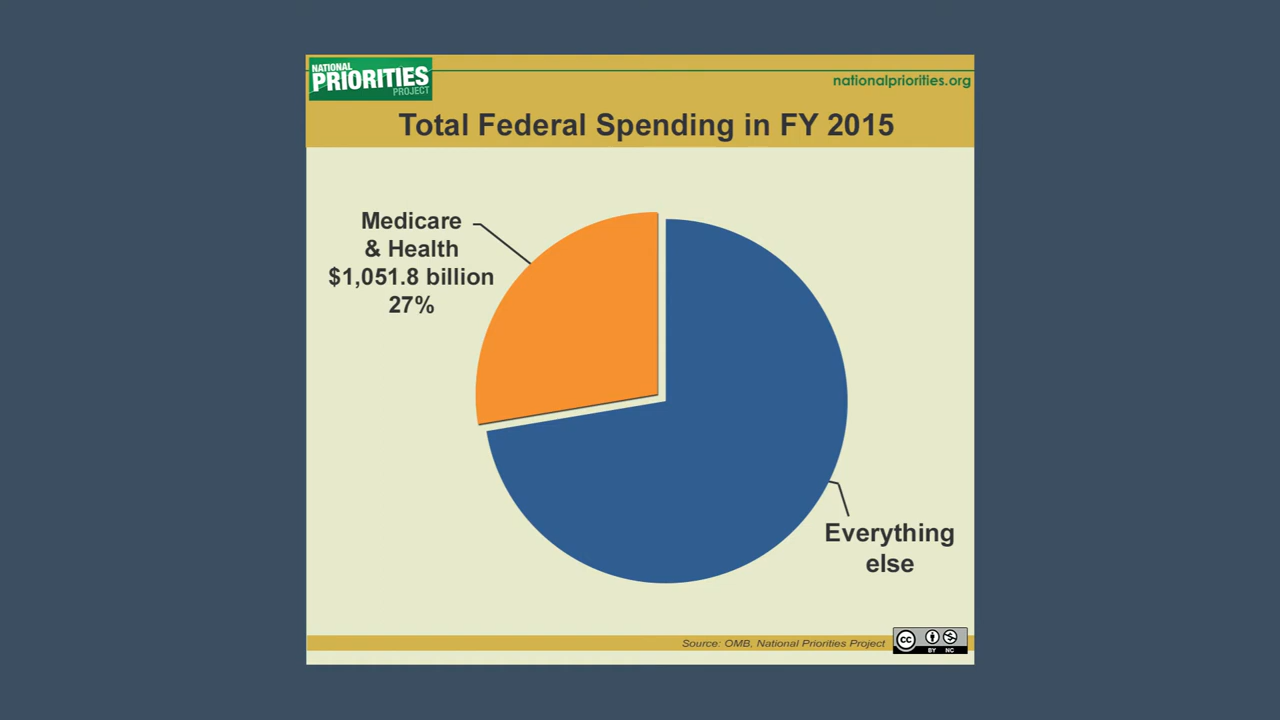 NATIONAL
PRIORITIES
PROJECT
nationalpriorities.org
Total Federal Spending in FY 2015
Medicare
& Health
$1,051.8 billion
27%
Everything
else
Source: OMB, National Priorities Project
cc
BY NC